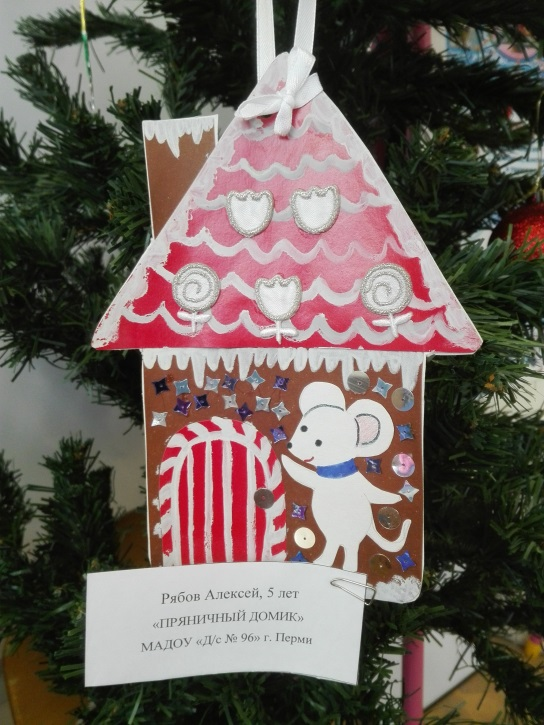 Рябов Алексей, 5 лет
«ПРЯНИЧНЫЙ ДОМИК»
МАДОУ «Д/с № 96» г. Перми